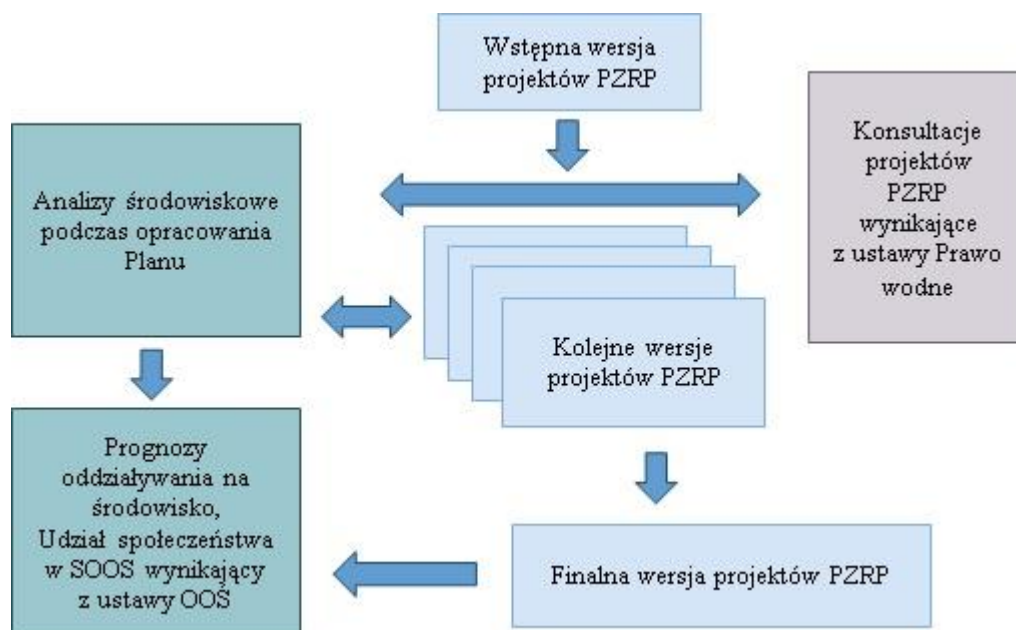 Wstępna wersja
projektów PZRP
Konsultacje
projektów
PZRP
wynikające
z ustawy Prawo
wodne
Analizy środowiskowe
podczas opracowania
Planu
Kolejne wersje
projektów PZRP
Prognozy
oddziaływania na
środowisko,
Udział społeczeństwa
w SOOS wynikający
z ustawy OOŚ
Finalna wersja projektów PZRP